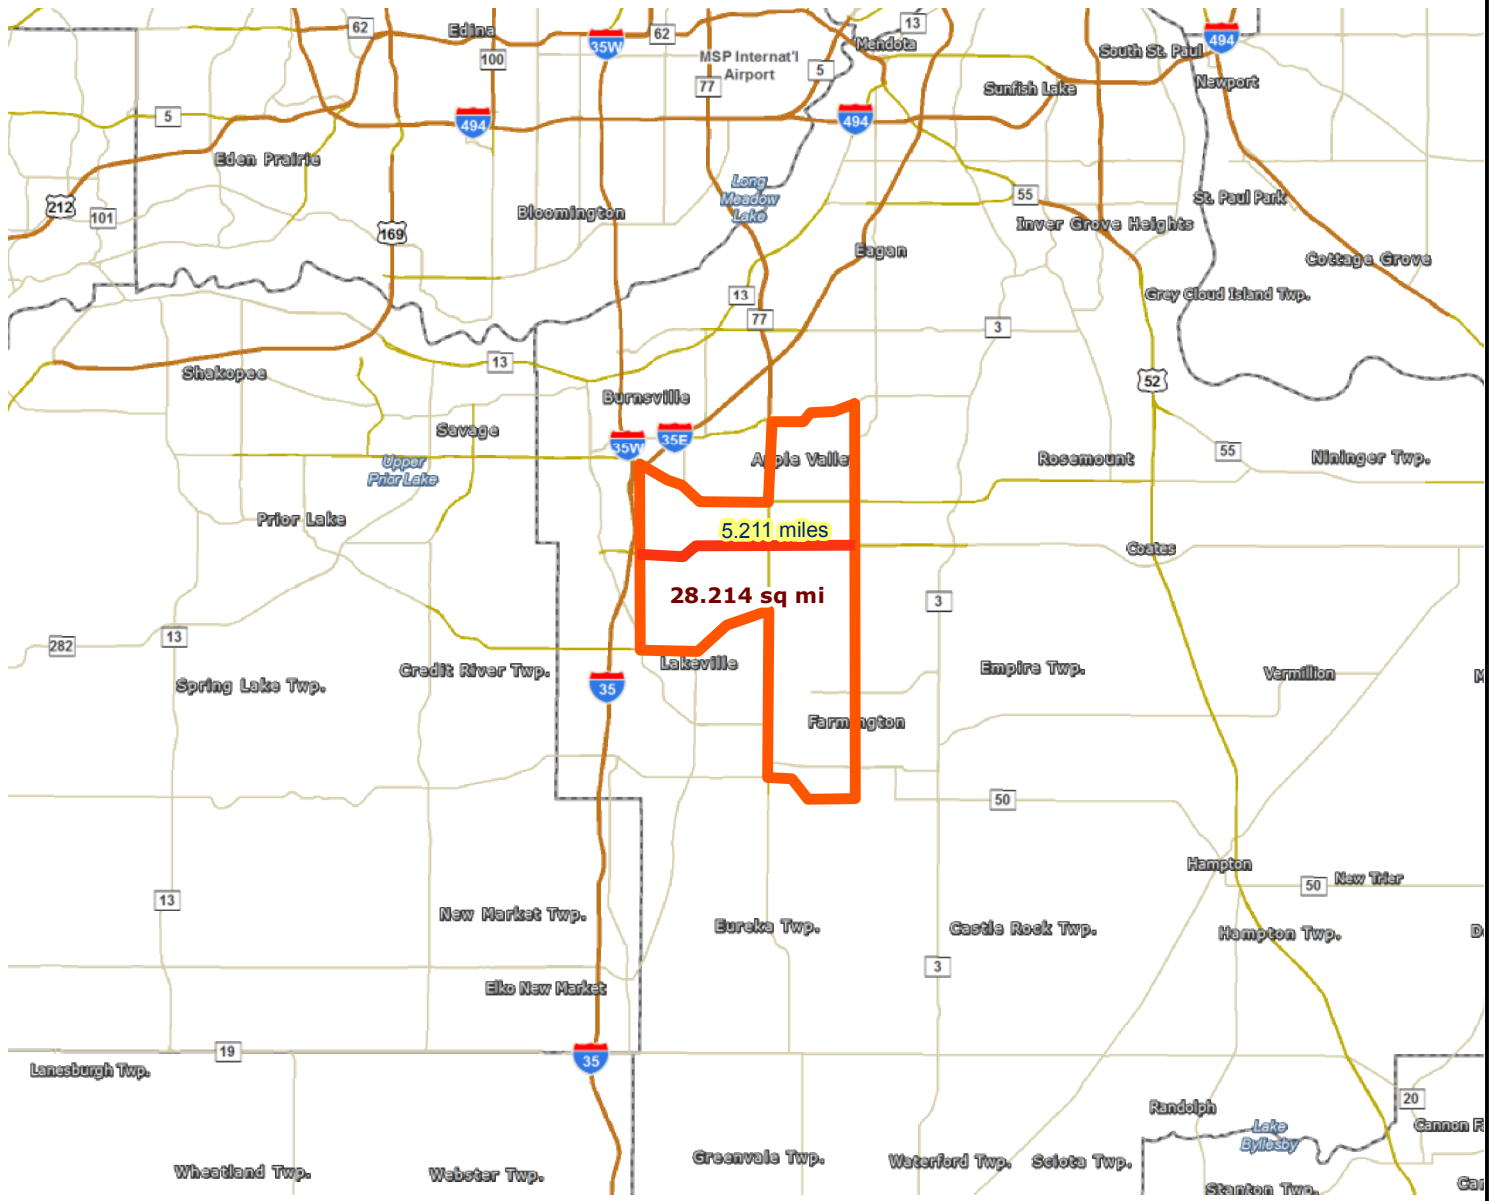 62
Edina
35W
62
13
Mendota
494
South St. Paul
100
MSP Internat'l
Airport
5
77
Sunfish Lake
Newport
5
494
494
Eden Prairie
Long
Meadow
Lake
55
St. Paul Park
212
101
Bloomington
169
Inver Grove Heights
Eagan
Cottage Grove
13
Grey Cloud Island Twp.
77
3
13
Shakopee
52
Burnsville
Savage
35W
35E
Apple Valley
Rosemount
55
Nininger Twp.
Upper
Prior Lake
Prior Lake
5.211 miles
Coates
28.214 sq mi
3
13
282
Credit River Twp.
Lakeville
Empire Twp.
Vermillion
Spring Lake Twp.
35
M
Farmington
50
Hampton
50
New Trier
13
New Market Twp.
Eureka Twp.
Castle Rock Twp.
Hampton Twp.
D
3
Elko New Market
19
35
Lanesburgh Twp.
20
Randolph
Lake
Byllesby
Cannon F
Wheatland Twp.
Webster Twp.
Greenvale Twp.
Waterford Twp.
Sciota Twp.
Stanton Twp.
Can